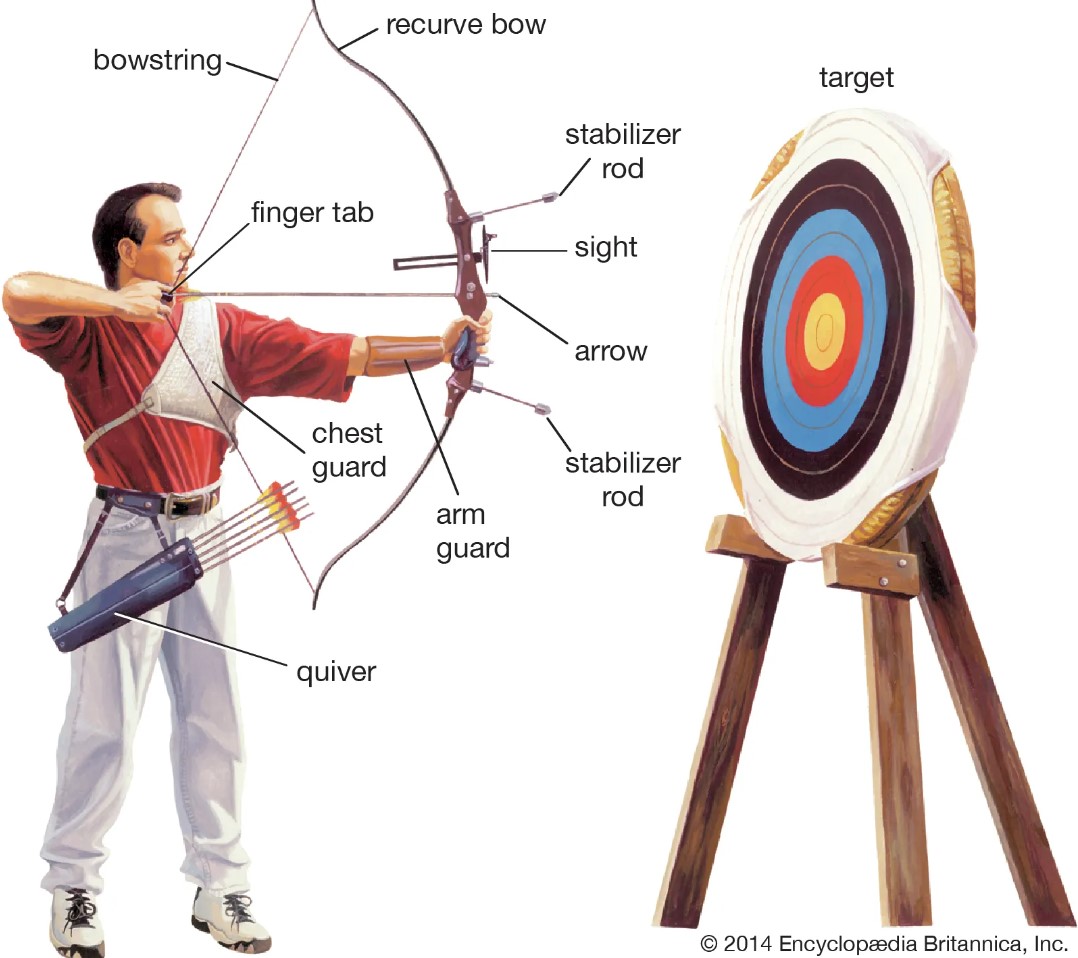 recurve bow
bowstring
target
stabilizer
rod
finger tab
sight
arrow
chest
guard
stabilizer
rod
arm
guard
quiver
© 2014 Encyclopædia Britannica, Inc.